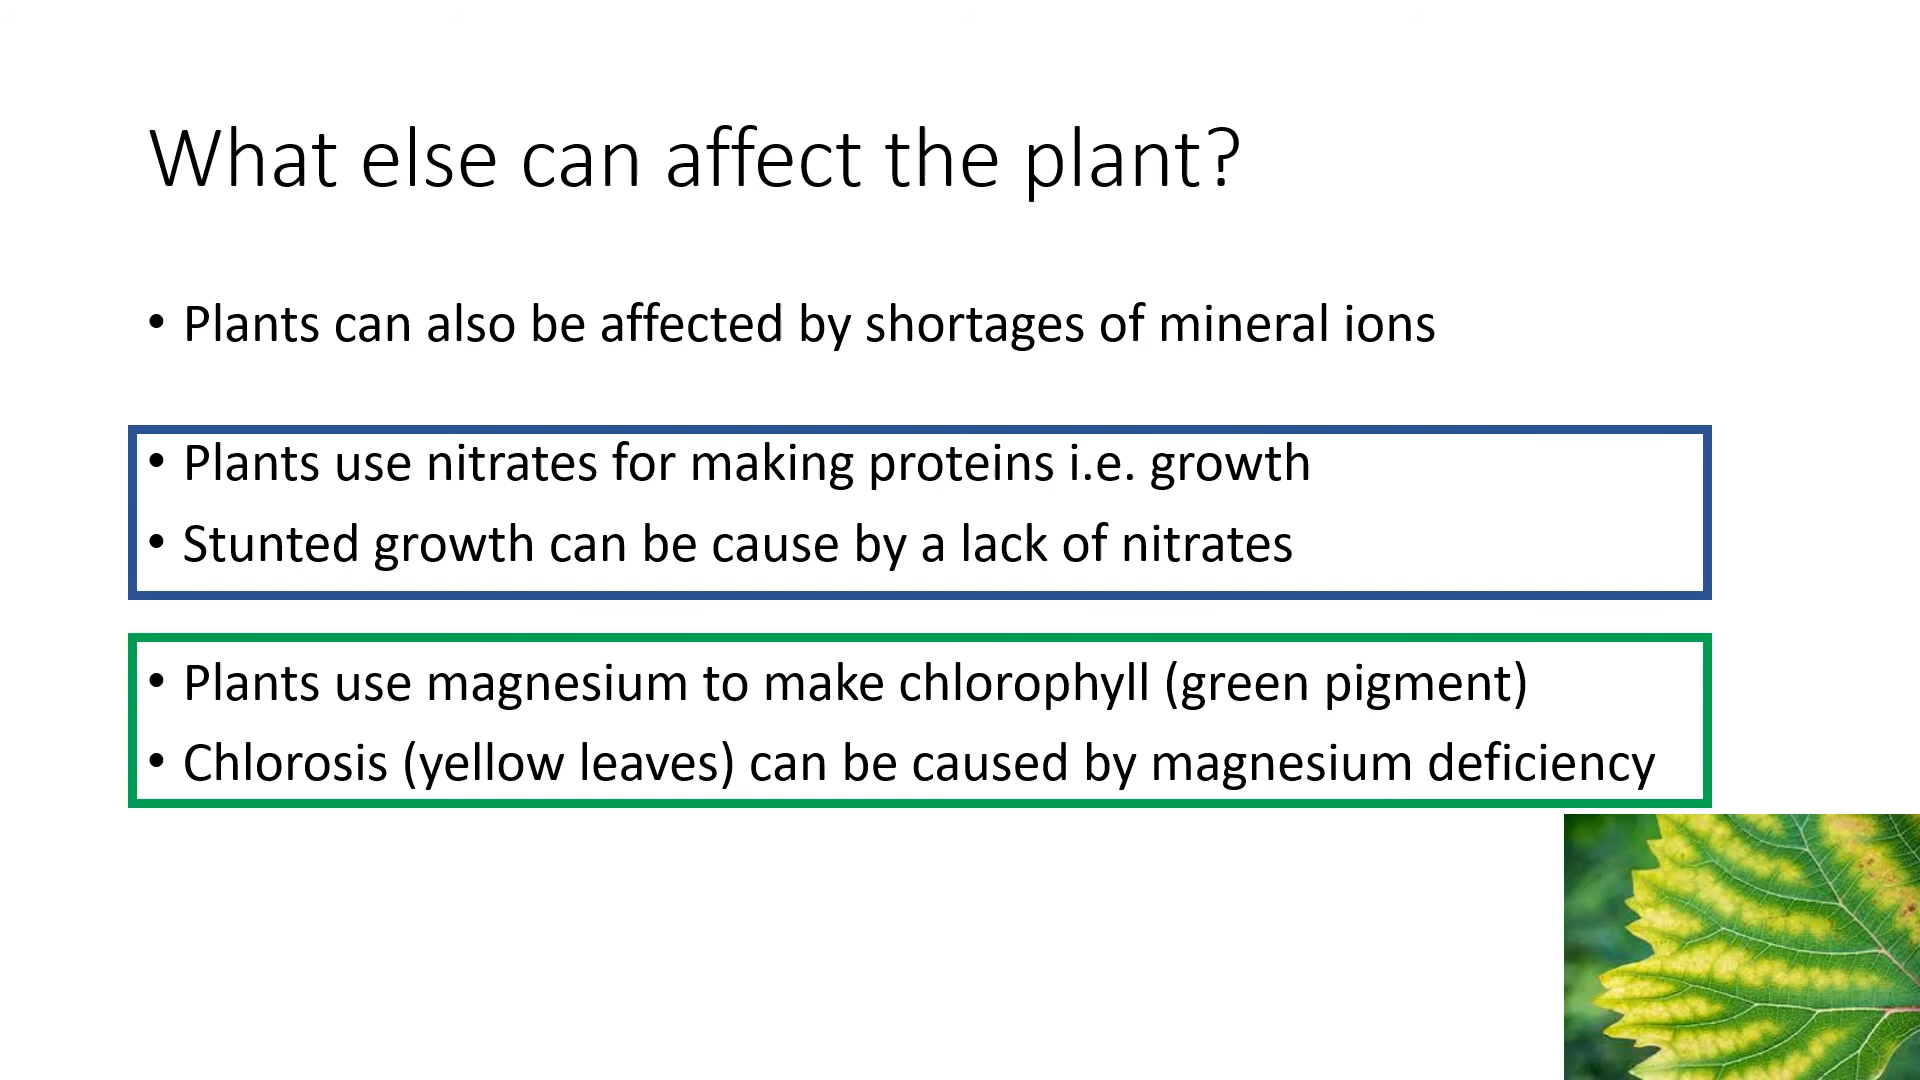 What else can affect the plant?
• Plants can also be affected by shortages of mineral ions
• Plants use nitrates for making proteins i.e. growth
• Stunted growth can be cause by a lack of nitrates
• Plants use magnesium to make chlorophyll (green pigment)
• Chlorosis (yellow leaves) can be caused by magnesium deficiency